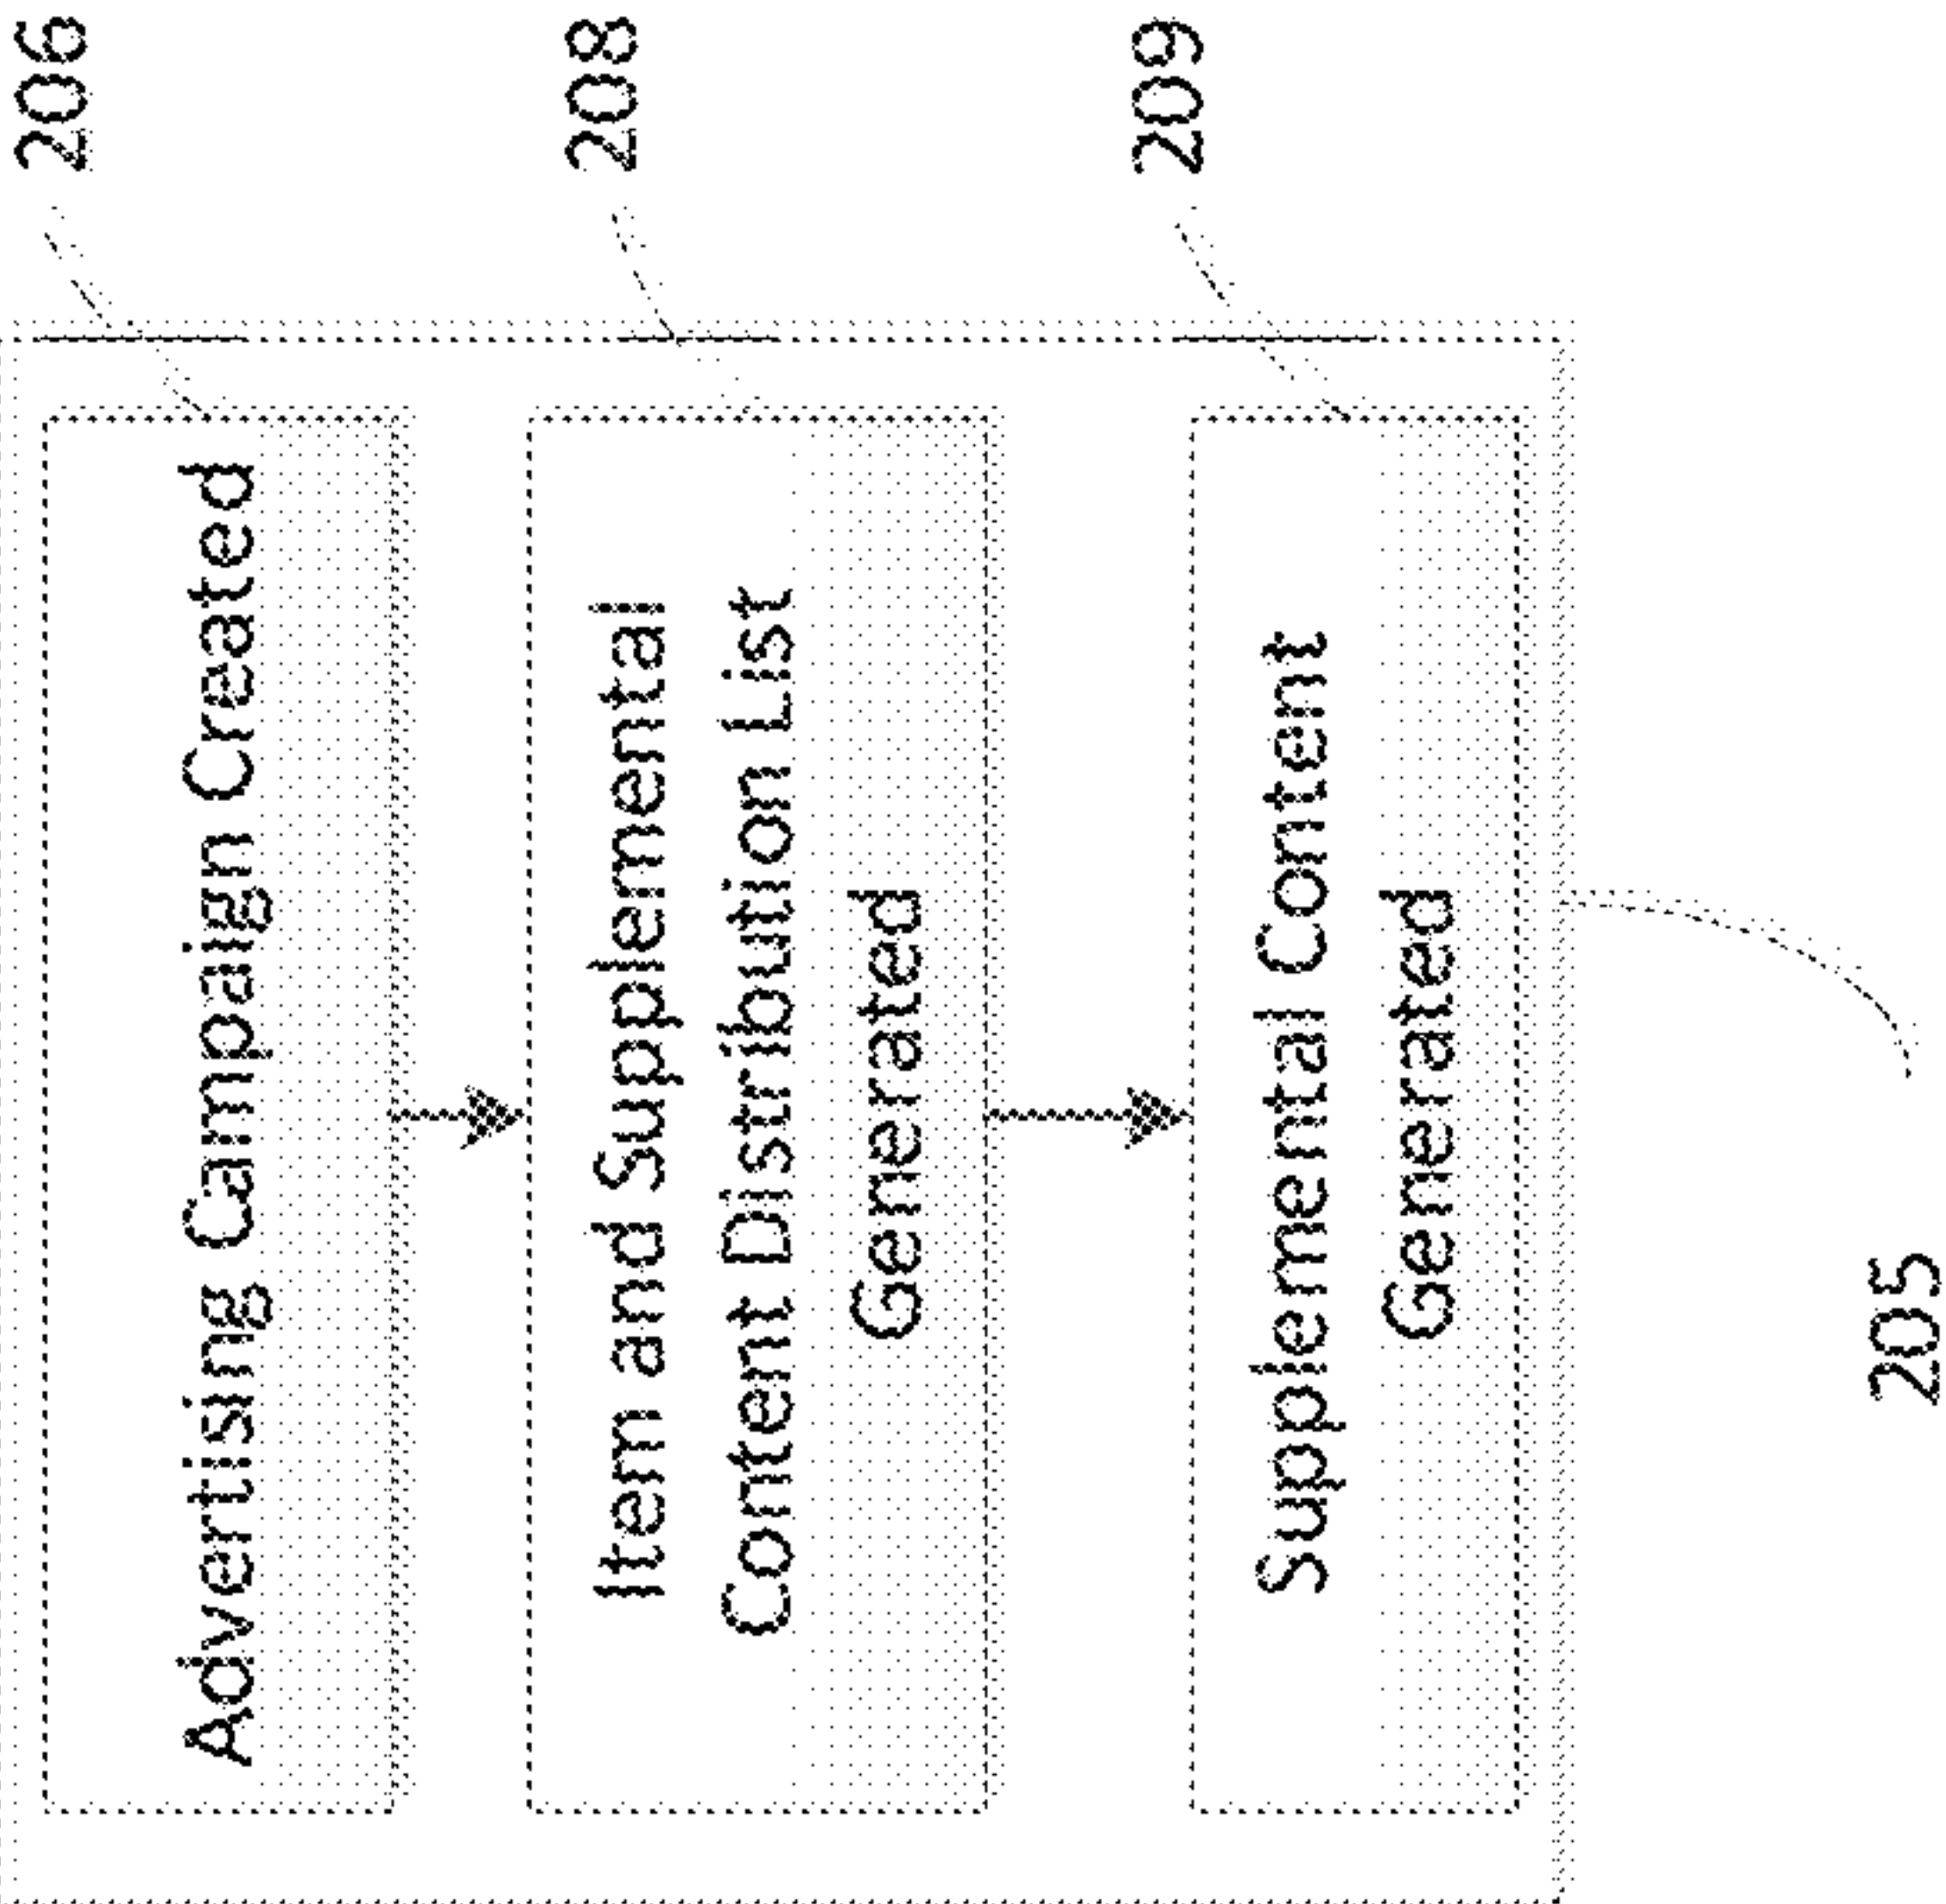 206
Advertising Campaign Created
208
Item and Supplemental
Content Distribution List
Generated
209
Supplemental Content
Generated
205